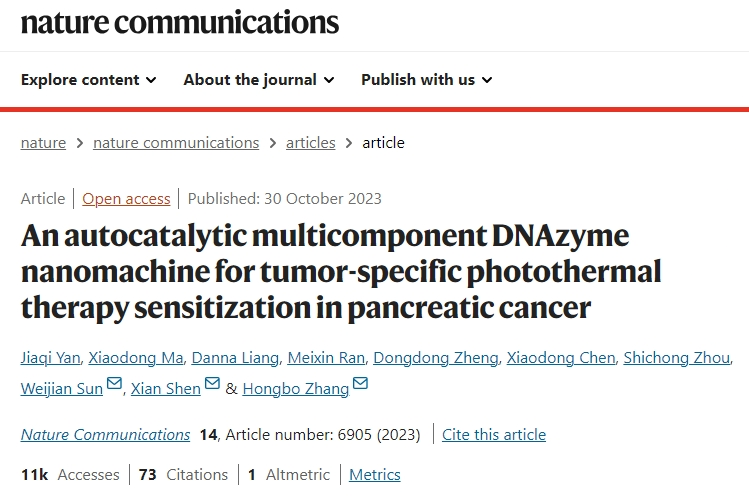 nature communications
Explore content About the journal Publish with us
nature > nature communications > articles > article
Article | Open access | Published: 30 October 2023
An autocatalytic multicomponent DNAzyme
nanomachine for tumor-specific photothermal
therapy sensitization in pancreatic cancer
Jiaqi Yan, Xiaodong Ma, Danna Liang, Meixin Ran, Dongdong Zheng, Xiaodong Chen, Shichong Zhou,
Weijian Sun, Xian Shen & Hongbo Zhang
Nature Communications 14, Article number: 6905 (2023) | Cite this article
11k Accesses | 73 Citations | 1 Altmetric | Metrics